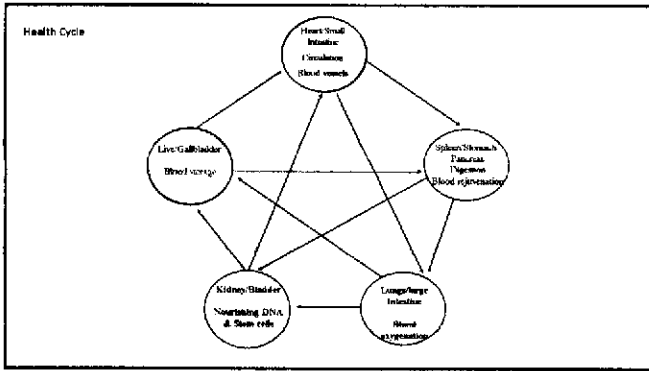 Health Cycle
Heart/Small
Intestine
Circulation
Blood vessels
Live/Gallbladder
Blood storage
Spleen/Stomach
Pancreas
Digestion
Blood rejuvenation
Kidney/Bladder
Nourishing DNA
& Stem cells
Lungs/large
Intestine
Blood
oxygenation